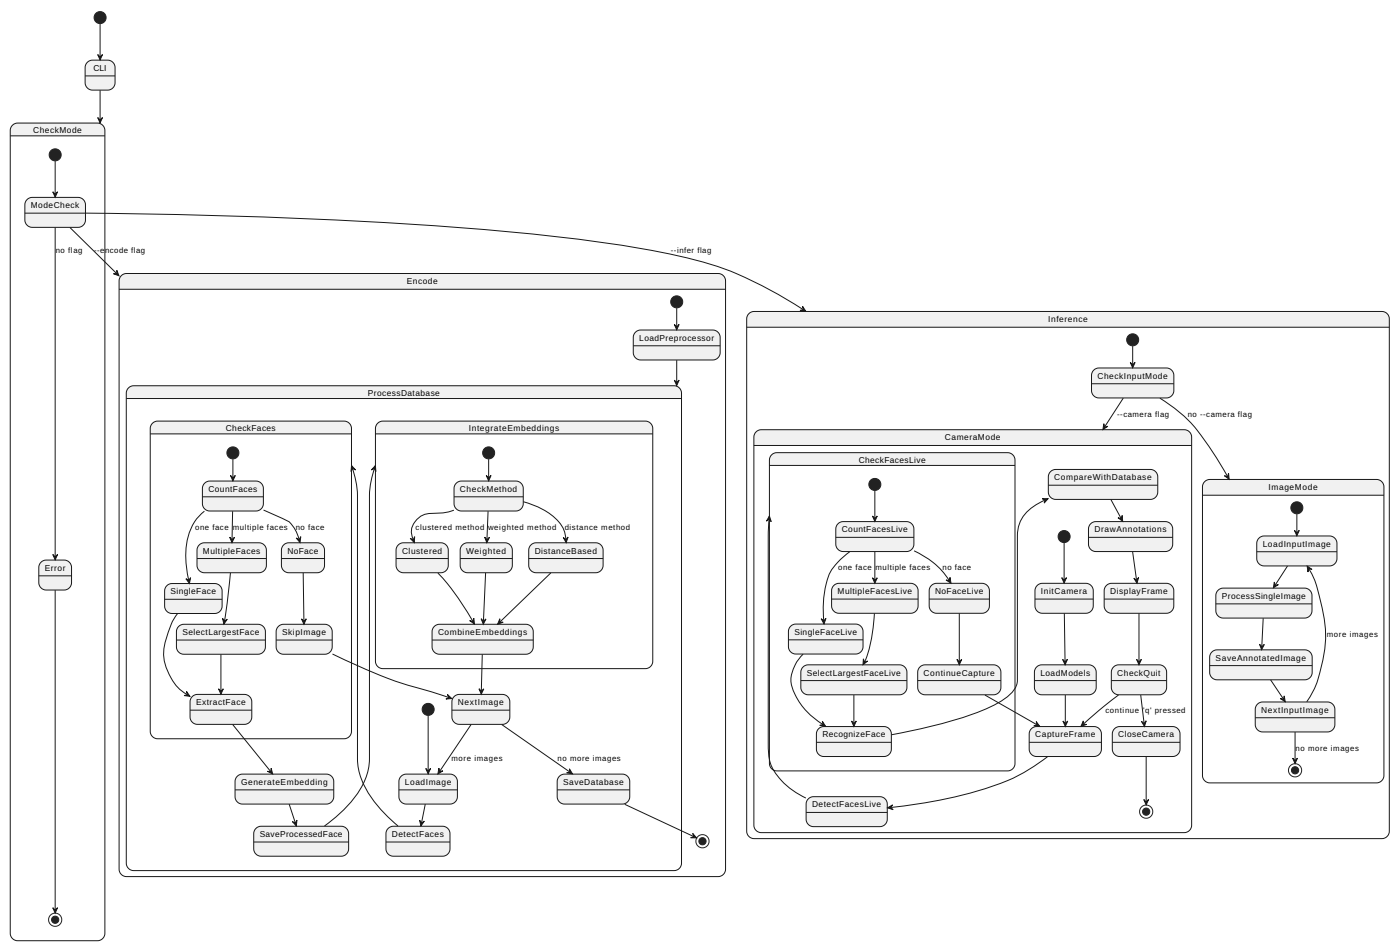 CLI
CheckMode
ModeCheck
no flag
--encode flag
--infer flag
Error
Encode
LoadPreprocessor
ProcessDatabase
CheckFaces
CountFaces
one face
multiple faces
no face
MultipleFaces
NoFace
SingleFace
SelectLargestFace
SkipImage
ExtractFace
IntegrateEmbeddings
CheckMethod
clustered method
weighted method
distance method
Clustered
Weighted
DistanceBased
CombineEmbeddings
NextImage
more images
no more images
GenerateEmbedding
LoadImage
SaveDatabase
SaveProcessedFace
DetectFaces
Inference
CheckInputMode
--camera flag
no --camera flag
CameraMode
CheckFacesLive
CountFacesLive
one face
multiple faces
no face
MultipleFacesLive
NoFaceLive
SingleFaceLive
SelectLargestFaceLive
ContinueCapture
RecognizeFace
CompareWithDatabase
DrawAnnotations
InitCamera
DisplayFrame
LoadModels
CheckQuit
continue
'q' pressed
CaptureFrame
CloseCamera
DetectFacesLive
ImageMode
LoadInputImage
ProcessSingleImage
more images
SaveAnnotatedImage
NextInputImage
no more images